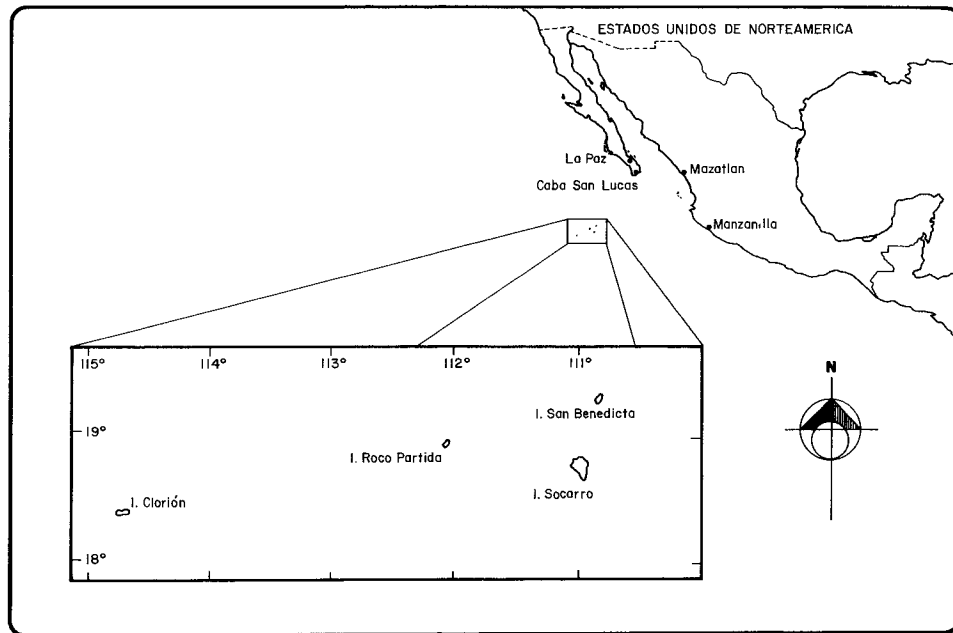 ESTADOS UNIDOS DE NORTEAMERICA
La Paz
Mazatlan
Caba San Lucas
Manzanilla
115° 114° 113° 112° 111°
N
I. San Benedicta
19°
I. Roco Partida
I. Socarro
I. Clorión
18°